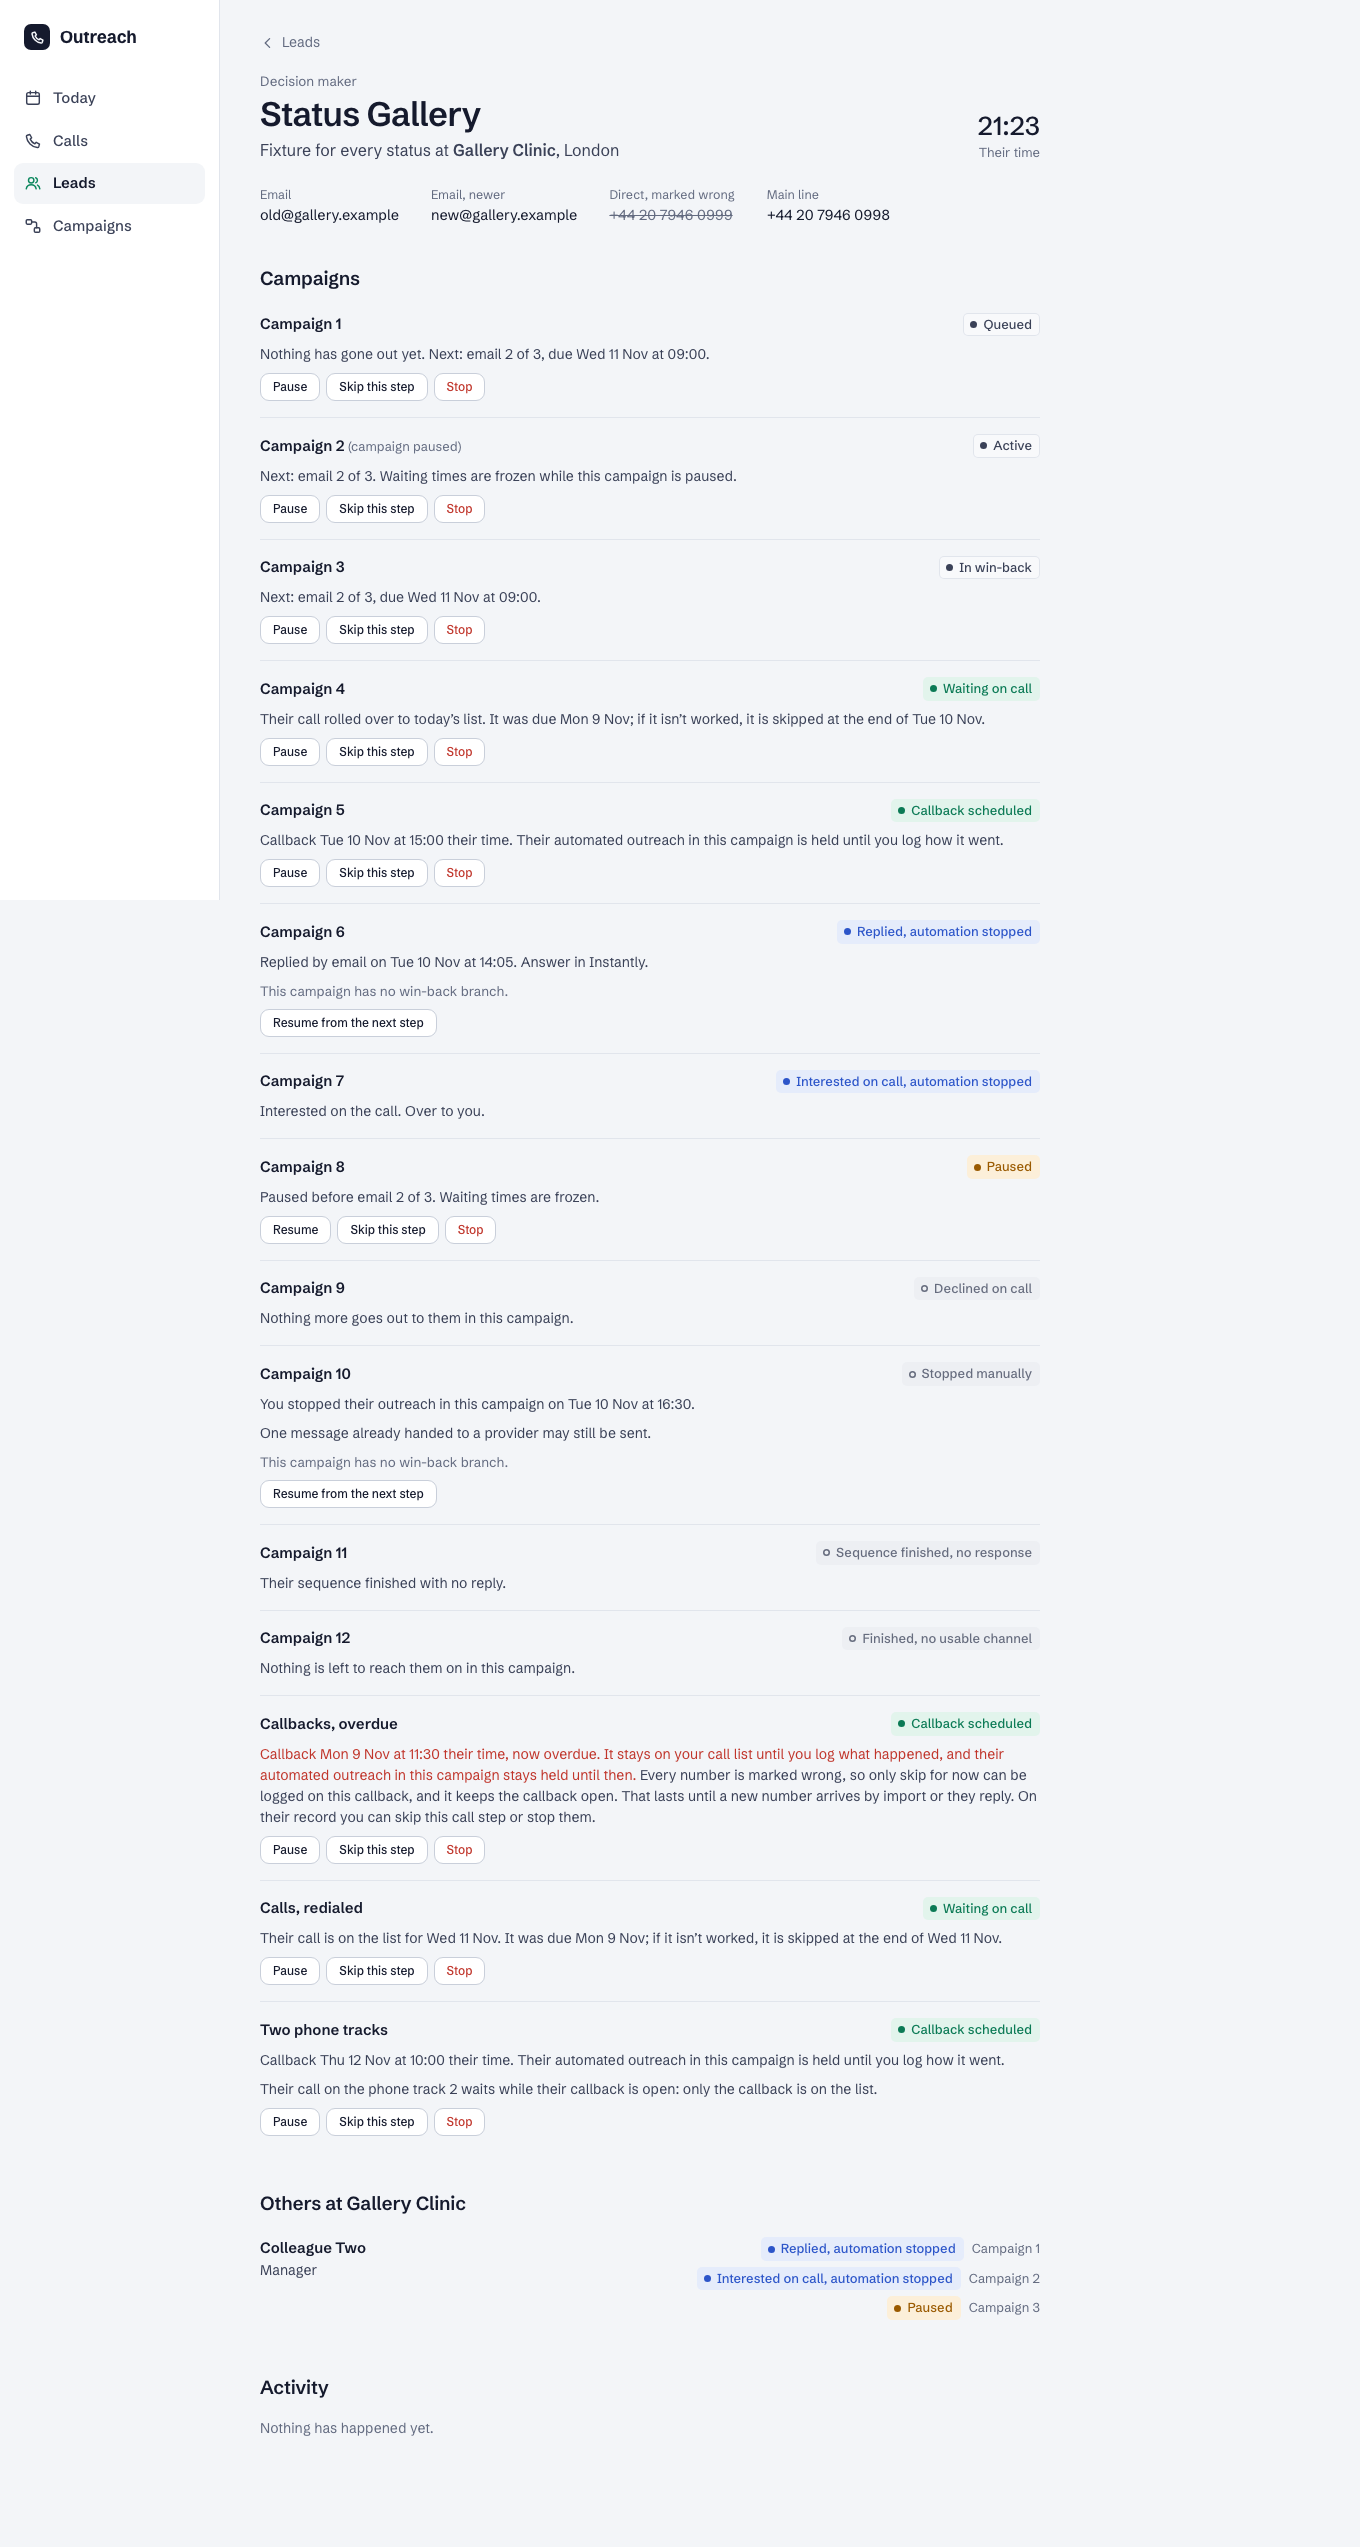 Outreach
Today
Calls
Leads
Campaigns
Leads
Decision maker
Status Gallery
Fixture for every status at Gallery Clinic, London
21:23
Their time
Email
old@gallery.example
Email, newer
new@gallery.example
Direct, marked wrong
+44 20 7946 0999
Main line
+44 20 7946 0998
Campaigns
Campaign 1
Queued
Nothing has gone out yet. Next: email 2 of 3, due Wed 11 Nov at 09:00.
Pause Skip this step Stop
Campaign 2 (campaign paused)
Active
Next: email 2 of 3. Waiting times are frozen while this campaign is paused.
Pause Skip this step Stop
Campaign 3
In win-back
Next: email 2 of 3, due Wed 11 Nov at 09:00.
Pause Skip this step Stop
Campaign 4
Waiting on call
Their call rolled over to today’s list. It was due Mon 9 Nov; if it isn’t worked, it is skipped at the end of Tue 10 Nov.
Pause Skip this step Stop
Campaign 5
Callback scheduled
Callback Tue 10 Nov at 15:00 their time. Their automated outreach in this campaign is held until you log how it went.
Pause Skip this step Stop
Campaign 6
Replied, automation stopped
Replied by email on Tue 10 Nov at 14:05. Answer in Instantly.
This campaign has no win-back branch.
Resume from the next step
Campaign 7
Interested on call, automation stopped
Interested on the call. Over to you.
Campaign 8
Paused
Paused before email 2 of 3. Waiting times are frozen.
Resume Skip this step Stop
Campaign 9
Declined on call
Nothing more goes out to them in this campaign.
Campaign 10
Stopped manually
You stopped their outreach in this campaign on Tue 10 Nov at 16:30.
One message already handed to a provider may still be sent.
This campaign has no win-back branch.
Resume from the next step
Campaign 11
Sequence finished, no response
Their sequence finished with no reply.
Campaign 12
Finished, no usable channel
Nothing is left to reach them on in this campaign.
Callbacks, overdue
Callback scheduled
Callback Mon 9 Nov at 11:30 their time, now overdue. It stays on your call list until you log what happened, and their
automated outreach in this campaign stays held until then. Every number is marked wrong, so only skip for now can be
logged on this callback, and it keeps the callback open. That lasts until a new number arrives by import or they reply. On
their record you can skip this call step or stop them.
Pause Skip this step Stop
Calls, redialed
Waiting on call
Their call is on the list for Wed 11 Nov. It was due Mon 9 Nov; if it isn’t worked, it is skipped at the end of Wed 11 Nov.
Pause Skip this step Stop
Two phone tracks
Callback scheduled
Callback Thu 12 Nov at 10:00 their time. Their automated outreach in this campaign is held until you log how it went.
Their call on the phone track 2 waits while their callback is open: only the callback is on the list.
Pause Skip this step Stop
Others at Gallery Clinic
Colleague Two
Manager
Replied, automation stopped Campaign 1
Interested on call, automation stopped Campaign 2
Paused Campaign 3
Activity
Nothing has happened yet.